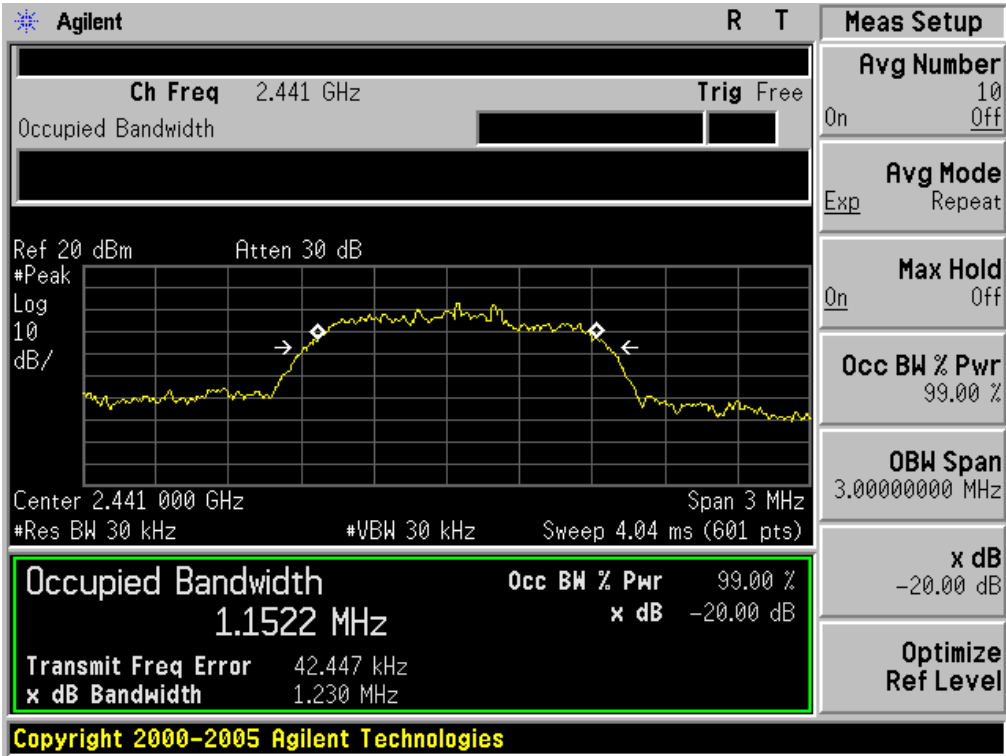 Agilent R T
Ch Freq 2.441 GHz Trig Free
Occupied Bandwidth
Ref 20 dBm Atten 30 dB
#Peak
Log
10
dB/
Center 2.441 000 GHz Span 3 MHz
#Res BW 30 kHz #VBW 30 kHz Sweep 4.04 ms (601 pts)
Occupied Bandwidth Occ BW % Pwr 99.00 %
1.1522 MHz x dB -20.00 dB
Transmit Freq Error 42.447 kHz
x dB Bandwidth 1.230 MHz
Copyright 2000-2005 Agilent Technologies
Meas Setup
Avg Number
10
On Off
Avg Mode
Exp Repeat
Max Hold
On Off
Occ BW % Pwr
99.00 %
OBW Span
3.00000000 MHz
x dB
-20.00 dB
Optimize
Ref Level